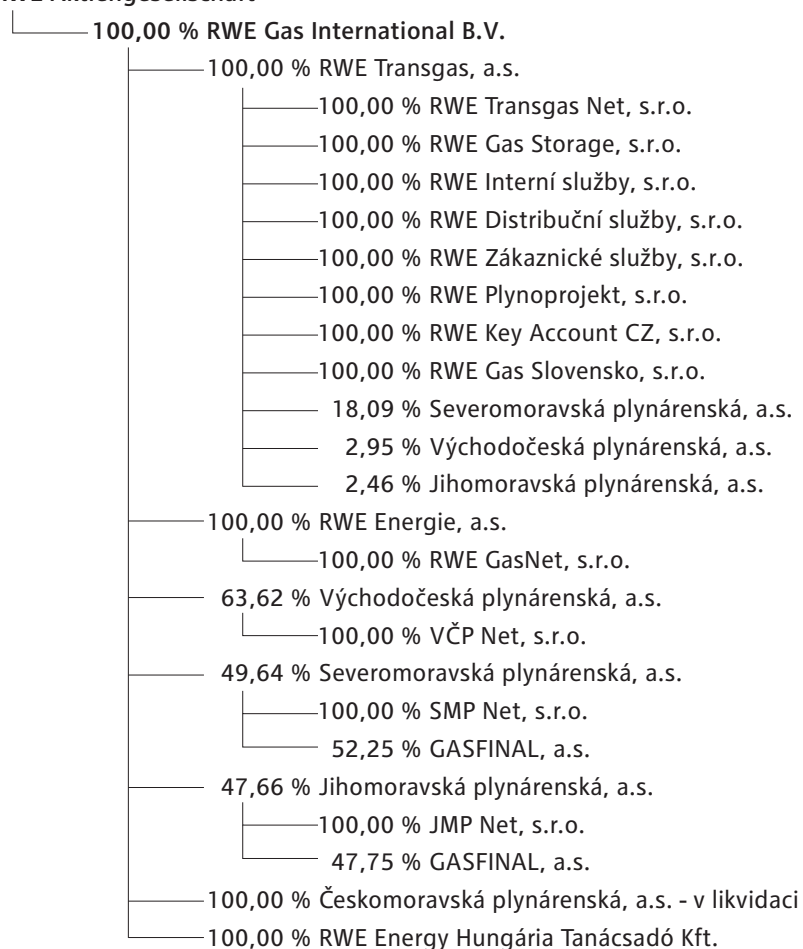 100,00 % RWE Gas International B.V.
100,00 % RWE Transgas, a.s.
100,00 % RWE Transgas Net, s.r.o.
100,00 % RWE Gas Storage, s.r.o.
100,00 % RWE Interní služby, s.r.o.
100,00 % RWE Distribuční služby, s.r.o.
100,00 % RWE Zákaznické služby, s.r.o.
100,00 % RWE Plynoprojekt, s.r.o.
100,00 % RWE Key Account CZ, s.r.o.
100,00 % RWE Gas Slovensko, s.r.o.
18,09 % Severomoravská plynárenská, a.s.
2,95 % Východočeská plynárenská, a.s.
2,46 % Jihomoravská plynárenská, a.s.
100,00 % RWE Energie, a.s.
100,00 % RWE GasNet, s.r.o.
63,62 % Východočeská plynárenská, a.s.
100,00 % VČP Net, s.r.o.
49,64 % Severomoravská plynárenská, a.s.
100,00 % SMP Net, s.r.o.
52,25 % GASFINAL, a.s.
47,66 % Jihomoravská plynárenská, a.s.
100,00 % JMP Net, s.r.o.
47,75 % GASFINAL, a.s.
100,00 % Českomoravská plynárenská, a.s. - v likvidaci
100,00 % RWE Energy Hungária Tanácsadó Kft.